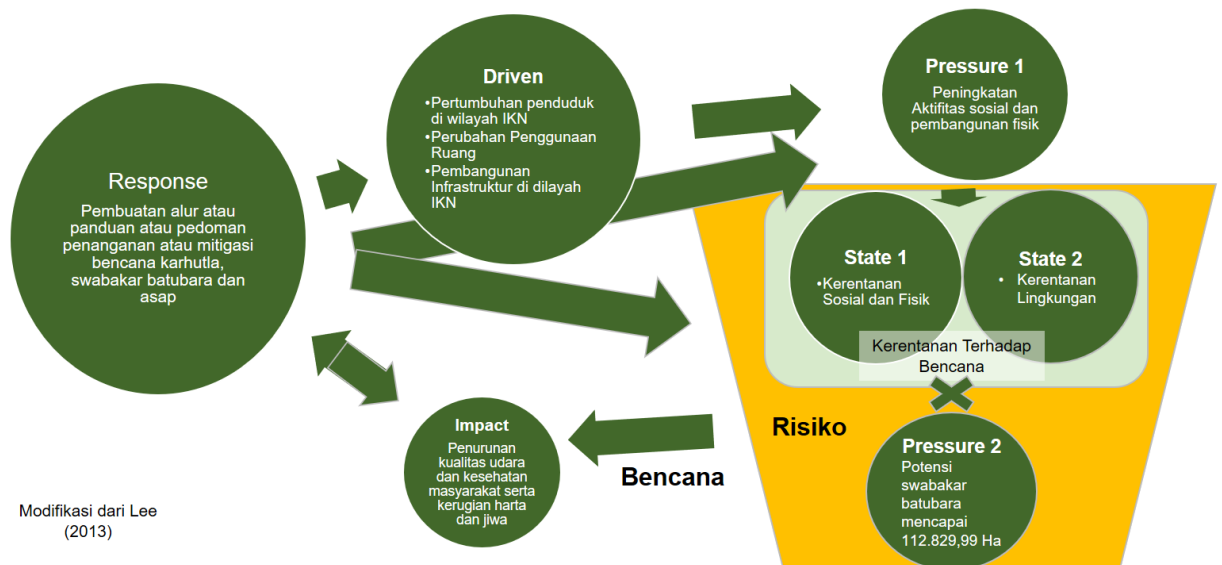 Response
Pembuatan alur atau
panduan atau pedoman
penanganan atau mitigasi
bencana karhutla,
swabakar batubara dan
asap
Driven
•Pertumbuhan penduduk
di wilayah IKN
•Perubahan Penggunaan
Ruang
•Pembangunan
Infrastruktur di dilayah
IKN
Pressure 1
Peningkatan
Aktifitas sosial dan
pembangunan fisik
State 1
•Kerentanan
Sosial dan Fisik
State 2
• Kerentanan
Lingkungan
Kerentanan Terhadap
Bencana
Risiko
Pressure 2
Potensi
swabakar
batubara
mencapai
112.829,99 Ha
Bencana
Impact
Penurunan
kualitas udara
dan kesehatan
masyarakat serta
kerugian harta
dan jiwa
Modifikasi dari Lee
(2013)